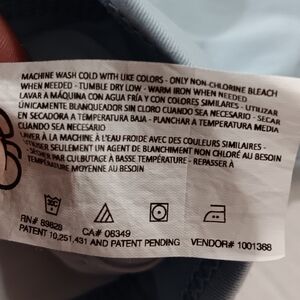 MACHINE WASH COLD WITH LIKE COLORS - ONLY NON-CHLORINE BLEACH
WHEN NEEDED - TUMBLE DRY LOW - WARM IRON WHEN NEEDED
LAVAR A MÁQUINA CON AGUA FRÍA Y CON COLORES SIMILARES - UTILIZAR
ÚNICAMENTE BLANQUEADOR SIN CLORO CUANDO SEA NECESARIO - SECAR
EN SECADORA A TEMPERATURA BAJA - PLANCHAR A TEMPERATURA MEDIA
CUANDO SEA NECESARIO
LAVER À LA MACHINE À L'EAU FROIDE AVEC DES COULEURS SIMILAIRES -
UTILISER SEULEMENT UN AGENT DE BLANCHIMENT NON CHLORÉ AU BESOIN
- SÉCHER PAR CULBUTAGE À BASSE TEMPÉRATURE - REPASSER À
TEMPÉRATURE MOYENNE AU BESOIN
RN# 89828 CA# 06349 VENDOR# 1001368
PATENT 10,251,431 AND PATENT PENDING